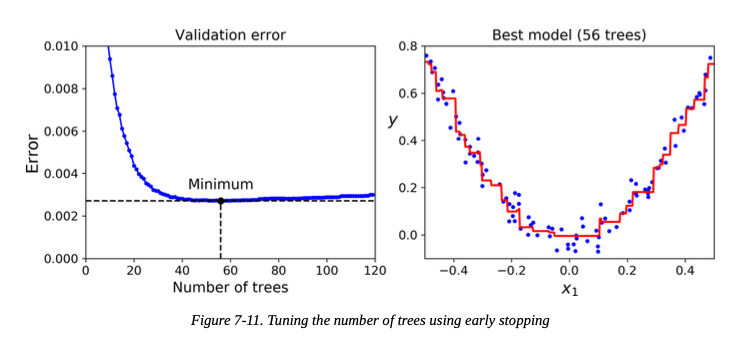 Validation error
Error
0.010
0.008
0.006
0.004
0.002
0.000
Minimum
0 20 40 60 80 100 120
Number of trees
Best model (56 trees)
y
0.8
0.6
0.4
0.2
0.0
−0.4 −0.2 0.0 0.2 0.4
x1
Figure 7-11. Tuning the number of trees using early stopping